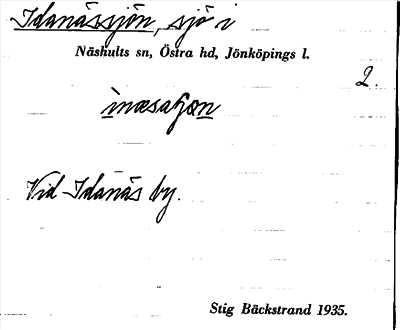 Idanässjön, sjö i
Näshults sn, Östra hd, Jönköpings l.
2.
Vid Idanäs by.
Stig Bäckstrand 1935.